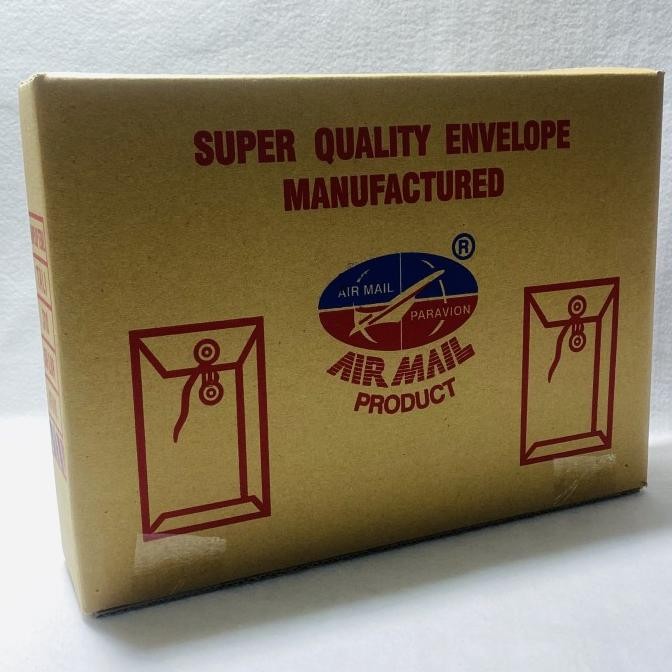 SUPER QUALITY ENVELOPE
MANUFACTURED
®
AIR MAIL
PARAVION
AIR MAIL
PRODUCT